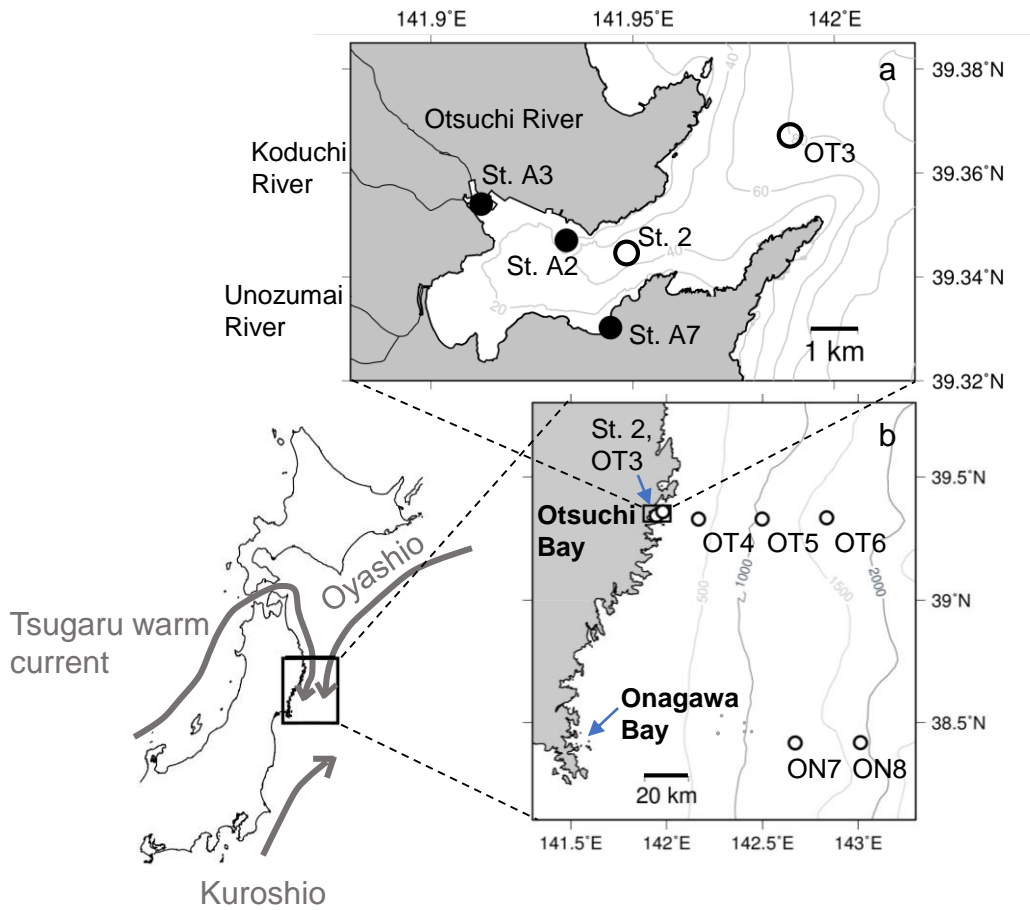 141.9˚E
141.95˚E
142˚E
a
39.38˚N
40
Otsuchi River
OT3
Koduchi
River
St. A3
39.36˚N
60
St. 2
St. A2
40
39.34˚N
Unozumai
River
20
St. A7
1 km
39.32˚N
b
St. 2,
OT3
39.5˚N
Otsuchi
Bay
OT4
OT5
OT6
500
1000
1500
2000
39˚N
Oyashio
Tsugaru warm
current
Onagawa
Bay
38.5˚N
ON7
ON8
20 km
141.5˚E
142˚E
142.5˚E
143˚E
Kuroshio